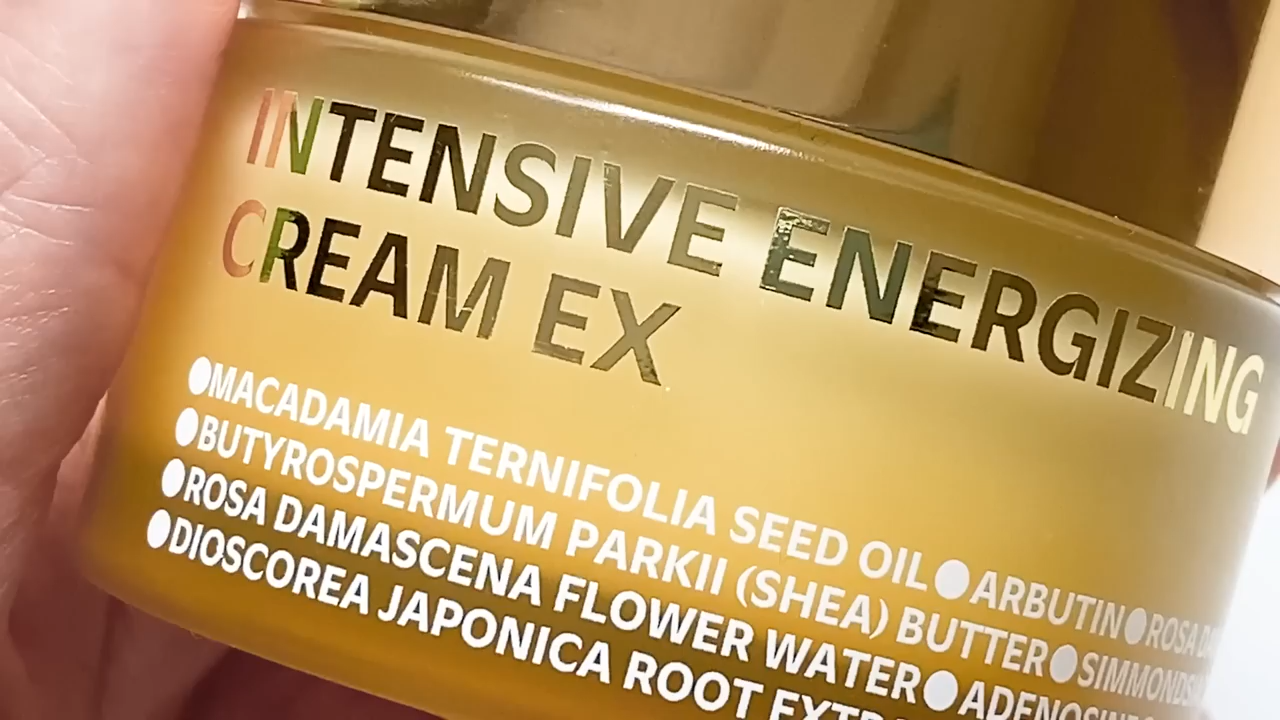 INTENSIVE ENERGIZING
CREAM EX
●MACADAMIA TERNIFOLIA SEED OIL●ARBUTIN●ROSA
●BUTYROSPERMUM PARKII (SHEA) BUTTER●
●ROSA DAMASCENA FLOWER WATER●
●DIOSCOREA JAPONICA ROOT